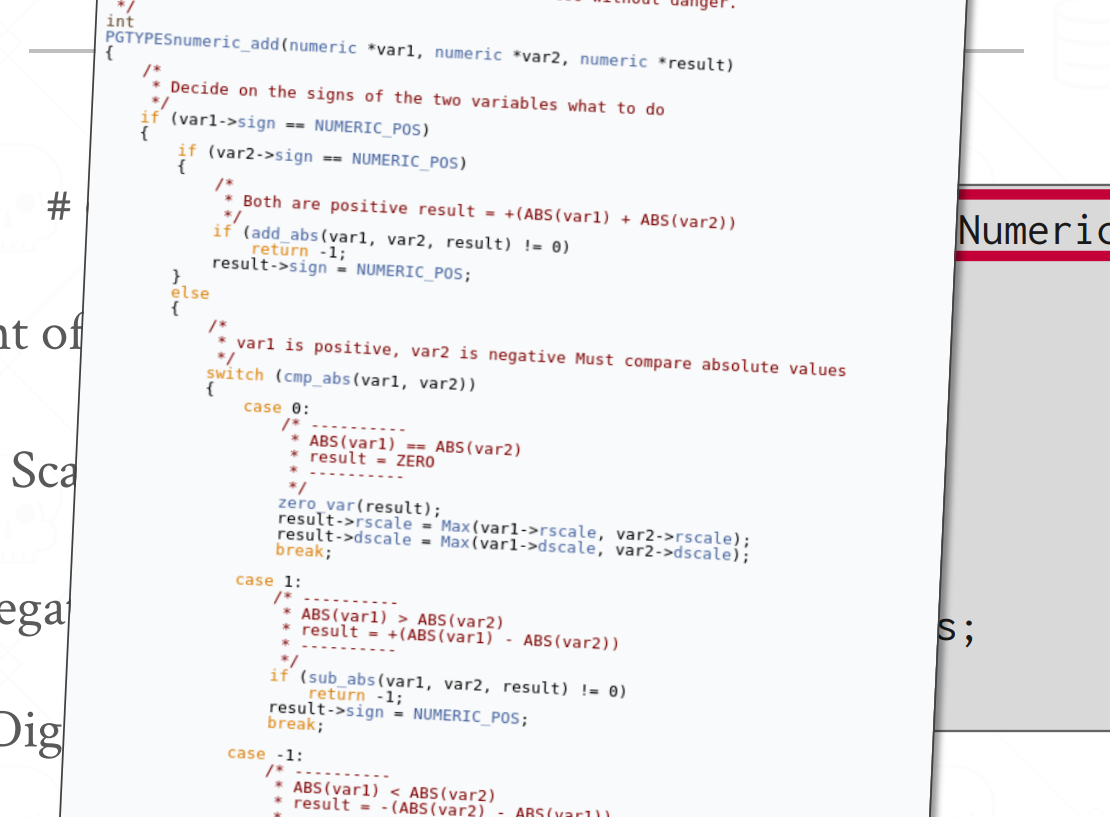 without danger.
*/
int
PGTYPESnumeric_add(numeric *var1, numeric *var2, numeric *result)
{
/*
* Decide on the signs of the two variables what to do
*/
if (var1->sign == NUMERIC_POS)
{
if (var2->sign == NUMERIC_POS)
{
/*
* Both are positive result = +(ABS(var1) + ABS(var2))
*/
if (add_abs(var1, var2, result) != 0)
return -1;
result->sign = NUMERIC_POS;
}
else
{
/*
* var1 is positive, var2 is negative Must compare absolute values
*/
switch (cmp_abs(var1, var2))
{
case 0:
/* ----------
* ABS(var1) == ABS(var2)
* result = ZERO
* ----------
*/
zero_var(result);
result->rscale = Max(var1->rscale, var2->rscale);
result->dscale = Max(var1->dscale, var2->dscale);
break;
case 1:
/* ----------
* ABS(var1) > ABS(var2)
* result = +(ABS(var1) - ABS(var2))
* ----------
*/
if (sub_abs(var1, var2, result) != 0)
return -1;
result->sign = NUMERIC_POS;
break;
case -1:
/* ----------
* ABS(var1) < ABS(var2)
* result = -(ABS(var2) - ABS(var1))
*
#
nt of
Sca
egat
Dig
Numeric
s;